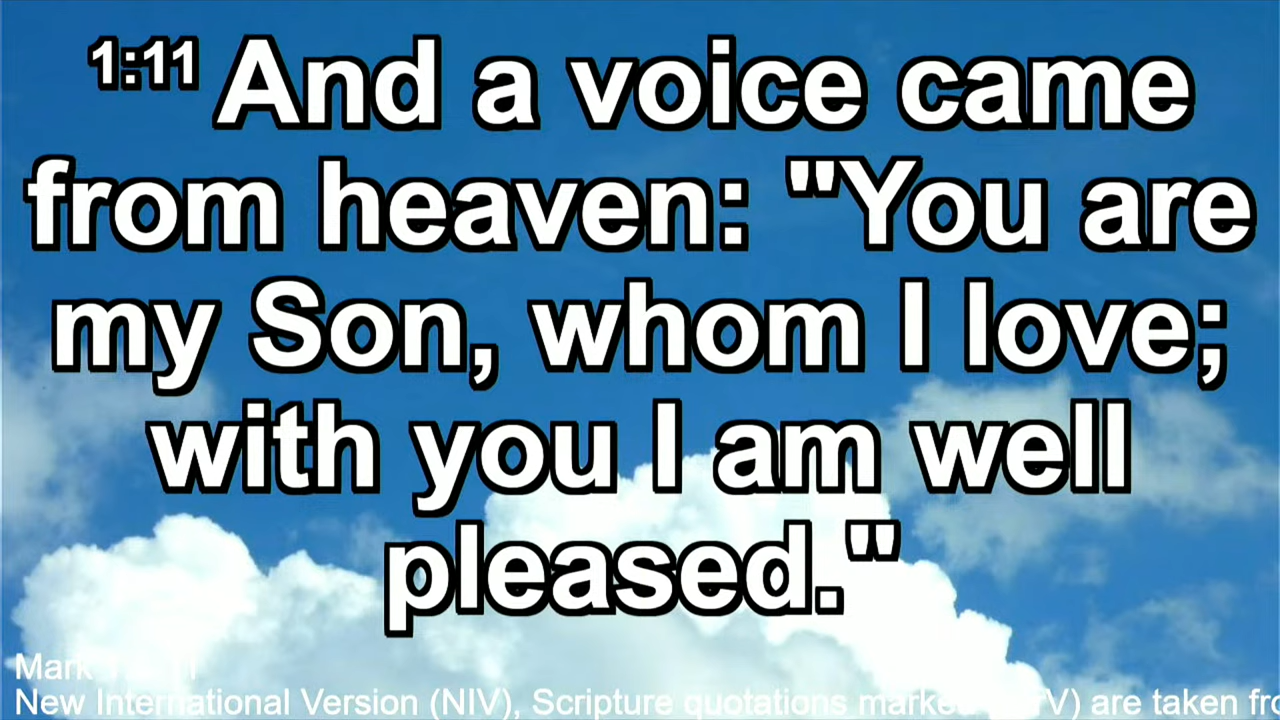 1:11 And a voice came
from heaven: "You are
my Son, whom I love;
with you I am well
pleased."
Mark
New International Version (NIV), Scripture quotations are taken